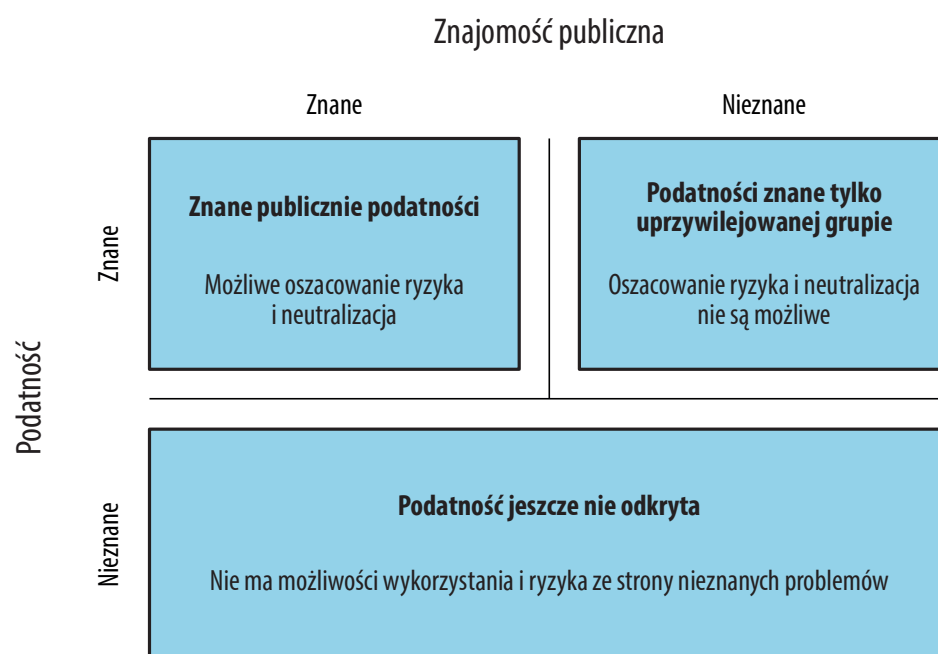 Znajomość publiczna
Znane
Nieznane
Podatność
Znane
Znane publicznie podatności
Możliwe oszacowanie ryzyka
i neutralizacja
Podatności znane tylko
uprzywilejowanej grupie
Oszacowanie ryzyka i neutralizacja
nie są możliwe
Nieznane
Podatność jeszcze nie odkryta
Nie ma możliwości wykorzystania i ryzyka ze strony nieznanych problemów